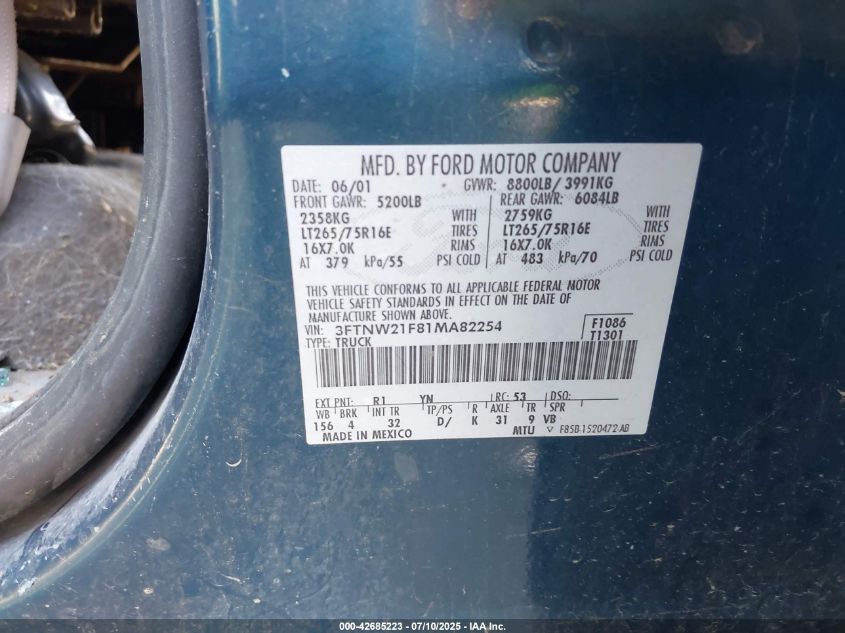 MFD. BY FORD MOTOR COMPANY
DATE: 06/01 GVWR: 8800LB/ 3991KG
FRONT GAWR: 5200LB REAR GAWR: 6084LB
2358KG WITH 2759KG WITH
LT265/75R16E TIRES LT265/75R16E TIRES
16X7.0K RIMS 16X7.0K RIMS
AT 379 kPa/55 PSI COLD AT 483 kPa/70 PSI COLD
THIS VEHICLE CONFORMS TO ALL APPLICABLE FEDERAL MOTOR
VEHICLE SAFETY STANDARDS IN EFFECT ON THE DATE OF
MANUFACTURE SHOWN ABOVE.
VIN: 3FTNW21F81MA82254 F1086
TYPE: TRUCK T1301
EXT PNT: R1 YN RC: 53 DSO:
WB BRK INT TR TP/PS R AXLE TR SPR
156 4 32 D/ K 31 9 VB
MADE IN MEXICO MTU F85B-1520472-AB
000-42685223 - 07/10/2025 - IAA Inc.